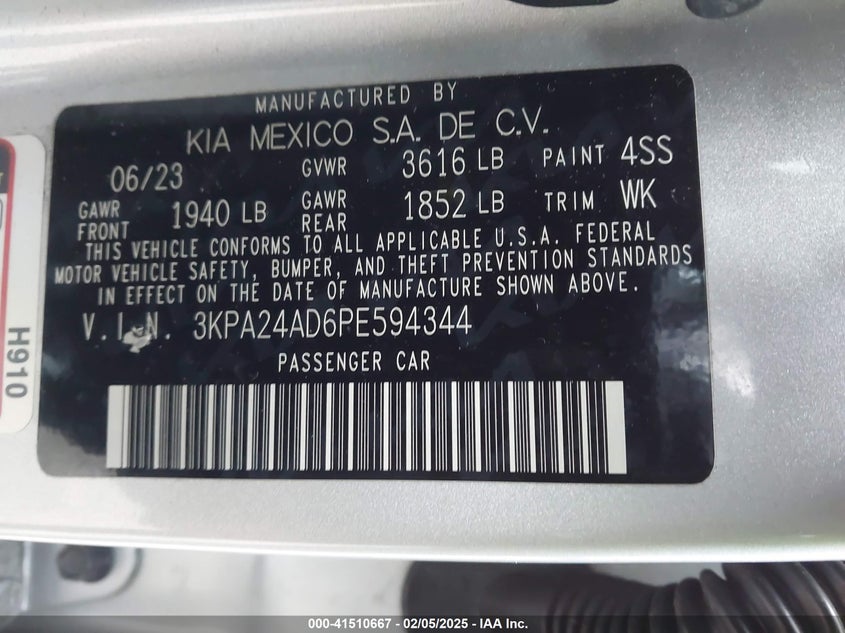 MANUFACTURED BY
KIA MEXICO S.A. DE C.V.
06/23 GVWR 3616 LB PAINT 4SS
GAWR FRONT 1940 LB GAWR REAR 1852 LB TRIM WK
THIS VEHICLE CONFORMS TO ALL APPLICABLE U.S.A. FEDERAL
MOTOR VEHICLE SAFETY, BUMPER, AND THEFT PREVENTION STANDARDS
IN EFFECT ON THE DATE OF MANUFACTURE SHOWN ABOVE.
V.I.N. 3KPA24AD6PE594344
PASSENGER CAR
H910
000-41510667 - 02/05/2025 - IAA Inc.